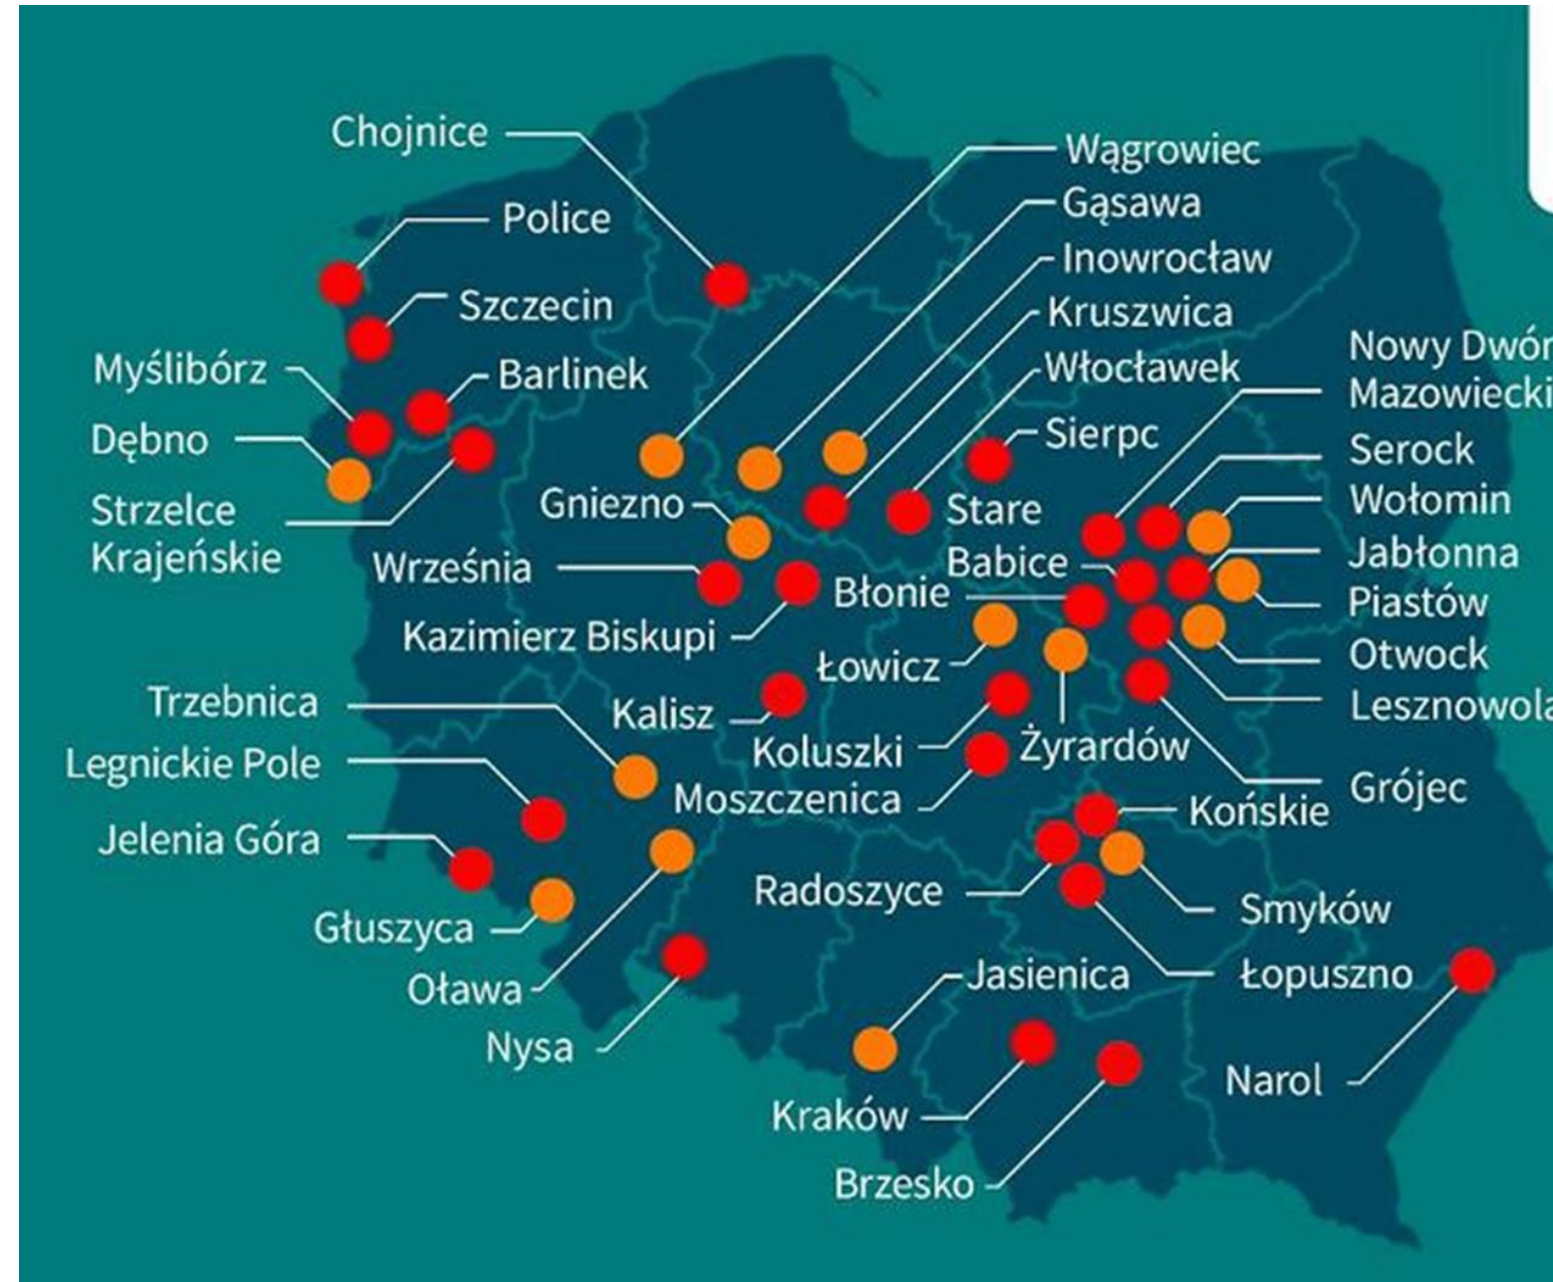 Chojnice
Wągrowiec
Gąsawa
Police
Inowrocław
Szczecin
Kruszwica
Nowy Dwór
Mazowiecki
Myślibórz
Barlinek
Włocławek
Dębno
Sierpc
Serock
Strzelce
Krajeńskie
Gniezno
Stare
Babice
Wołomin
Września
Błonie
Jabłonna
Piastów
Kazimierz Biskupi
Łowicz
Otwock
Trzebnica
Kalisz
Lesznowola
Legnickie Pole
Koluszki
Żyrardów
Moszczenica
Grójec
Jelenia Góra
Końskie
Radoszyce
Smyków
Głuszyca
Oława
Jasienica
Łopuszno
Nysa
Narol
Kraków
Brzesko